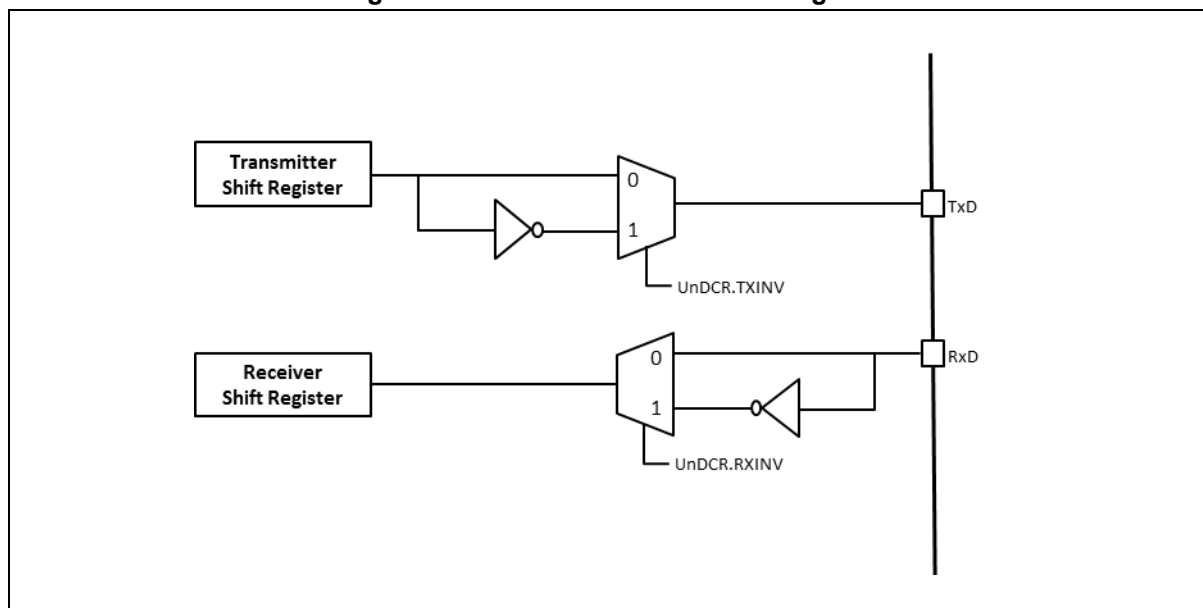 Transmitter
Shift Register
0
1
TxD
UnDCR.TXINV
Receiver
Shift Register
0
1
RxD
UnDCR.RXINV